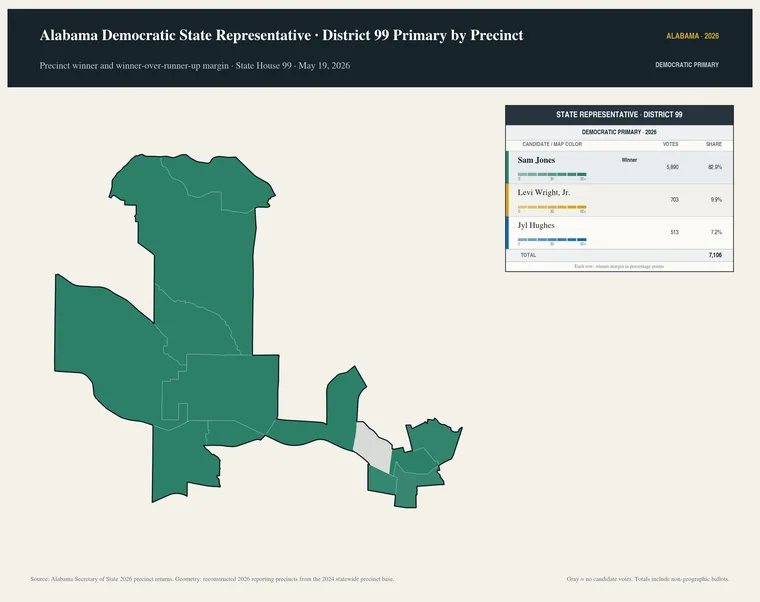 Alabama Democratic State Representative · District 99 Primary by Precinct
ALABAMA · 2026
Precinct winner and winner-over-runner-up margin · State House 99 · May 19, 2026
DEMOCRATIC PRIMARY
STATE REPRESENTATIVE · DISTRICT 99
DEMOCRATIC PRIMARY · 2026
CANDIDATE / MAP COLOR VOTES SHARE
Sam Jones Winner 5,890 82.9%
Levi Wright, Jr. 703 9.9%
Jyl Hughes 513 7.2%
TOTAL 7,106
Each row: winner margin in percentage points
Source: Alabama Secretary of State 2026 precinct returns. Geometry: reconstructed 2026 reporting precincts from the 2024 statewide precinct base.
Gray = no candidate votes. Totals include non-geographic ballots.